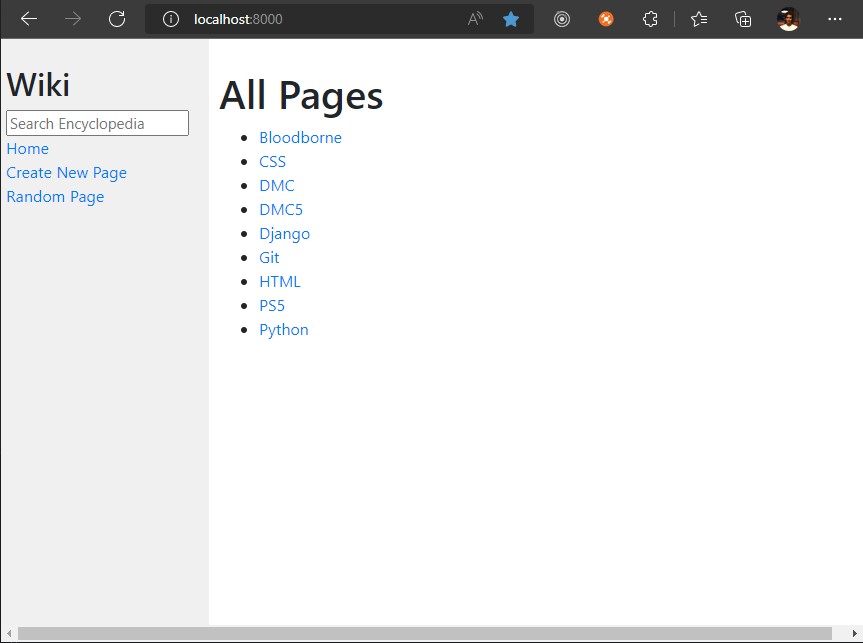 localhost:8000
Wiki
Search Encyclopedia
Home
Create New Page
Random Page
All Pages
Bloodborne
CSS
DMC
DMC5
Django
Git
HTML
PS5
Python